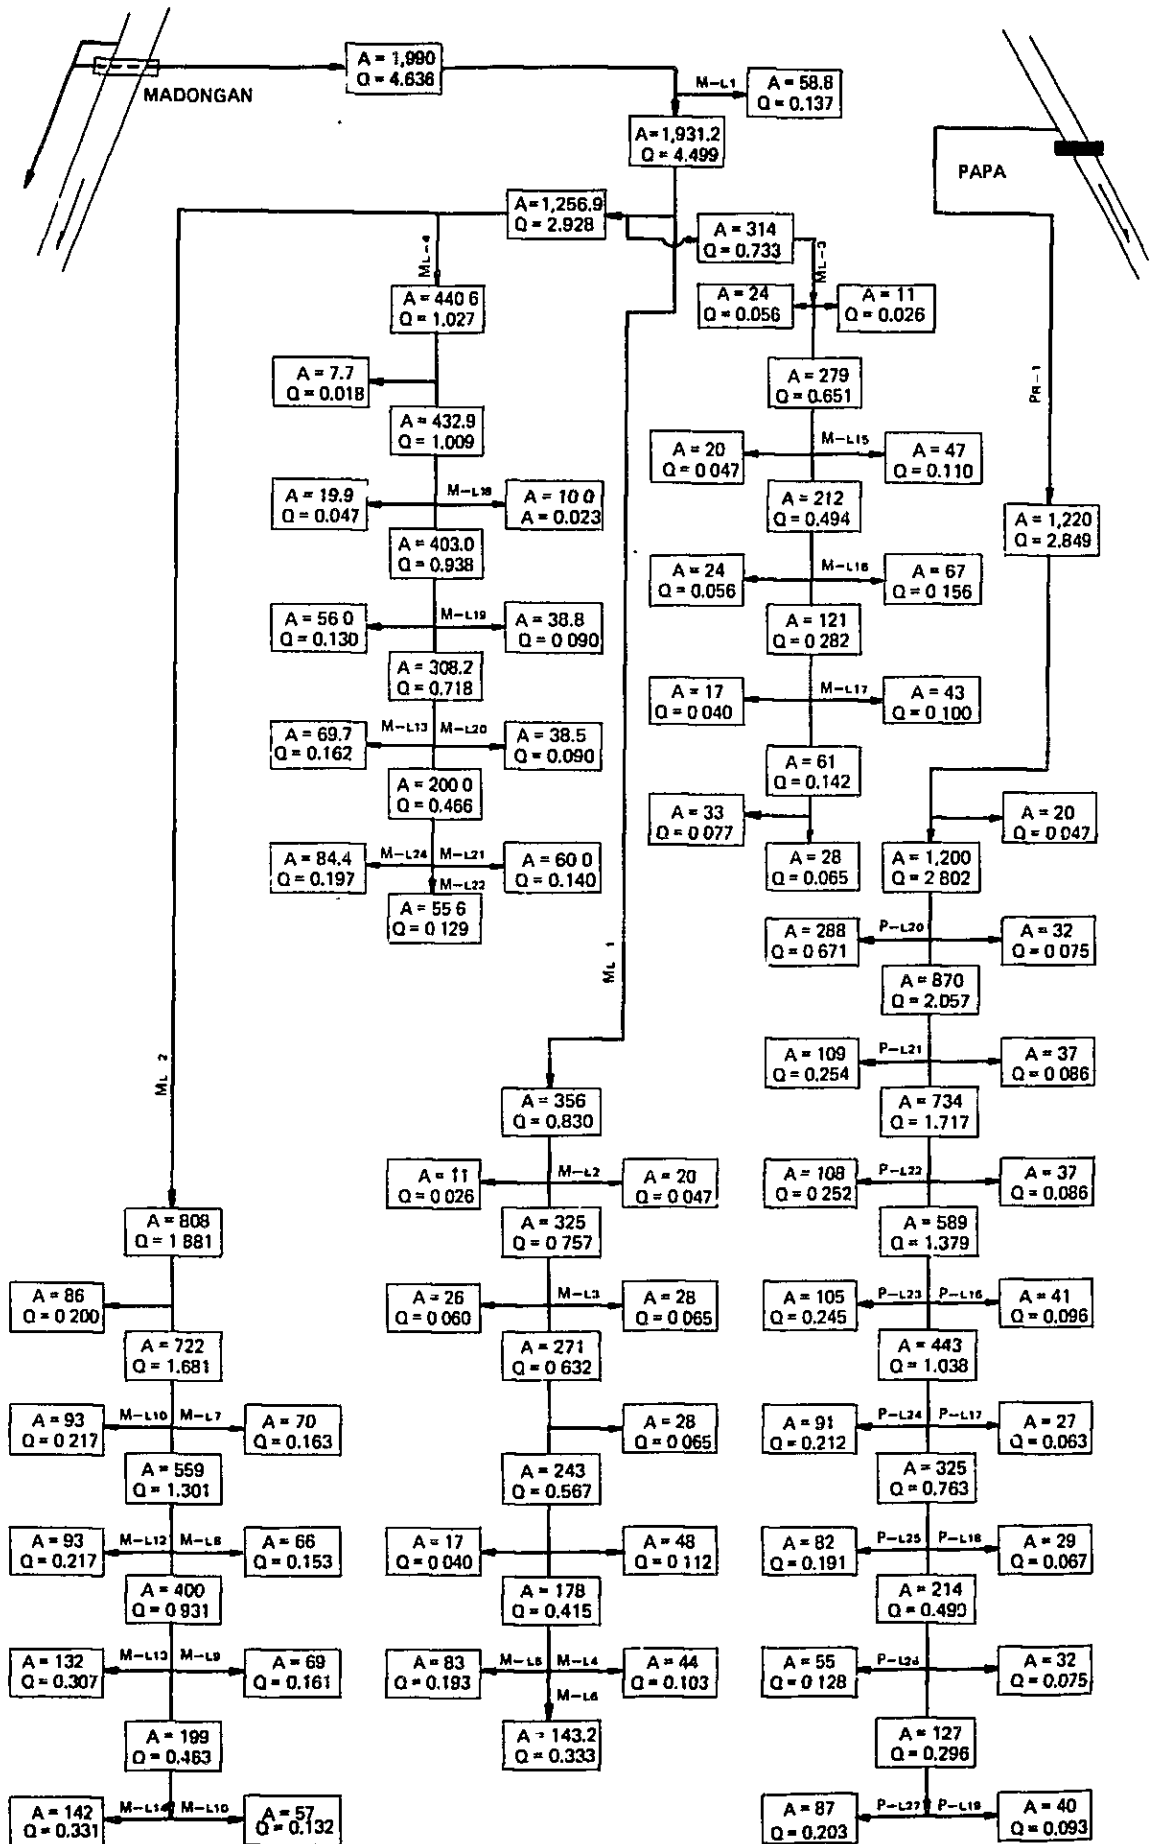 A = 1,990
Q = 4.636
MADONGAN
M-L1
A = 58.8
Q = 0.137
A = 1,931.2
Q = 4.499
PAPA
A = 1,256.9
Q = 2.928
A = 314
Q = 0.733
ML-4
ML-3
A = 440 6
Q = 1.027
A = 24
Q = 0.056
A = 11
Q = 0.026
A = 7.7
Q = 0.018
A = 279
Q = 0.651
PR-1
A = 432.9
Q = 1.009
A = 20
Q = 0 047
M-L15
A = 47
Q = 0.110
A = 19.9
Q = 0.047
M-L18
A = 10 0
A = 0.023
A = 212
Q = 0.494
A = 1,220
Q = 2.849
A = 403.0
Q = 0.938
A = 24
Q = 0.056
M-L16
A = 67
Q = 0 156
A = 56 0
Q = 0.130
M-L19
A = 38.8
Q = 0 090
A = 121
Q = 0 282
A = 308.2
Q = 0.718
A = 17
Q = 0 040
M-L17
A = 43
Q = 0 100
A = 69.7
Q = 0.162
M-L13
M-L20
A = 38.5
Q = 0.090
A = 61
Q = 0.142
A = 200 0
Q = 0.466
A = 33
Q = 0 077
A = 20
Q = 0 047
A = 84.4
Q = 0.197
M-L24
M-L21
A = 60 0
Q = 0.140
A = 28
Q = 0.065
A = 1,200
Q = 2 802
M-L22
A = 55 6
Q = 0 129
A = 288
Q = 0 671
P-L20
A = 32
Q = 0 075
ML 1
A = 870
Q = 2.057
ML 2
A = 109
Q = 0.254
P-L21
A = 37
Q = 0 086
A = 356
Q = 0.830
A = 734
Q = 1.717
A = 11
Q = 0 026
M-L2
A = 20
Q = 0 047
A = 108
Q = 0 252
P-L22
A = 37
Q = 0.086
A = 808
Q = 1 881
A = 325
Q = 0 757
A = 589
Q = 1.379
A = 86
Q = 0 200
A = 26
Q = 0 060
M-L3
A = 28
Q = 0 065
A = 105
Q = 0.245
P-L23
P-L16
A = 41
Q = 0.096
A = 722
Q = 1.681
A = 271
Q = 0 632
A = 443
Q = 1.038
A = 93
Q = 0 217
M-L10
M-L7
A = 70
Q = 0.163
A = 28
Q = 0 065
A = 91
Q = 0.212
P-L24
P-L17
A = 27
Q = 0.063
A = 559
Q = 1.301
A = 243
Q = 0.567
A = 325
Q = 0.763
A = 93
Q = 0.217
M-L12
M-L8
A = 66
Q = 0.153
A = 17
Q = 0 040
A = 48
Q = 0 112
A = 82
Q = 0.191
P-L25
P-L18
A = 29
Q = 0.067
A = 400
Q = 0 931
A = 178
Q = 0.415
A = 214
Q = 0.490
A = 132
Q = 0.307
M-L13
M-L9
A = 69
Q = 0.161
A = 83
Q = 0.193
M-L5
M-L4
A = 44
Q = 0.103
A = 55
Q = 0 128
A = 32
Q = 0.075
M-L6
A = 199
Q = 0.463
A = 143.2
Q = 0.333
A = 127
Q = 0.296
A = 142
Q = 0.331
M-L14
M-L10
A = 57
Q = 0.132
A = 87
Q = 0.203
P-L27
P-L19
A = 40
Q = 0.093